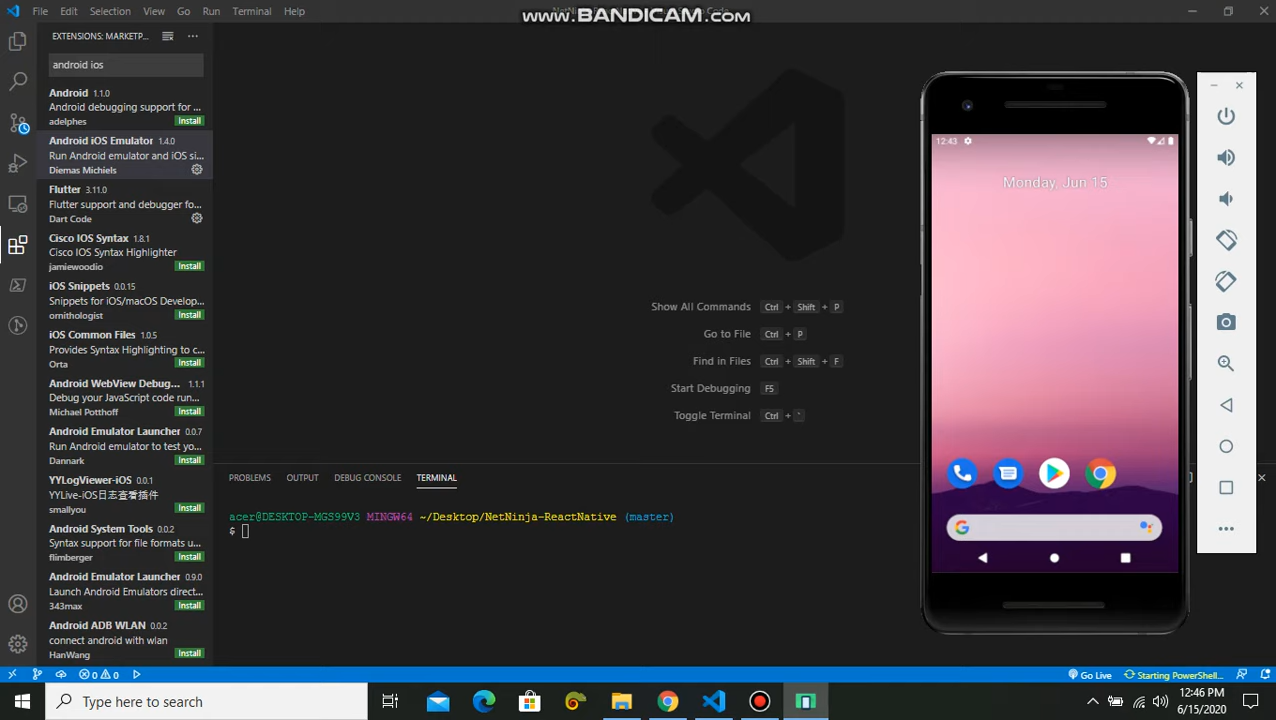 www.BANDICAM.com
File Edit Selection View Go Run Terminal Help
EXTENSIONS: MARKETP...
android ios
Android 1.1.0
Android debugging support for ...
adelphes Install
Android iOS Emulator 1.4.0
Run Android emulator and iOS si...
Diemas Michiels
Flutter 3.11.0
Flutter support and debugger fo...
Dart Code
Cisco IOS Syntax 1.8.1
Cisco IOS Syntax Highlighter
jamiewoodio Install
iOS Snippets 0.0.15
Snippets for iOS/macOS Develop...
ornithologist Install
iOS Common Files 1.0.5
Provides Syntax Highlighting to c...
Orta Install
Android WebView Debug... 1.1.1
Debug your JavaScript code run...
Michael Potthoff Install
Android Emulator Launcher 0.0.7
Run Android emulator to test yo...
Dannark Install
YYLogViewer-iOS 0.0.1
YYLive-iOS日志查看插件
smallyou Install
Android System Tools 0.0.2
Syntax support for file formats u...
flimberger Install
Android Emulator Launcher 0.9.0
Launch Android Emulators direct...
343max Install
Android ADB WLAN 0.0.2
connect android with wlan
HanWang Install
Show All Commands Ctrl + Shift + P
Go to File Ctrl + P
Find in Files Ctrl + Shift + F
Start Debugging F5
Toggle Terminal Ctrl + `
PROBLEMS OUTPUT DEBUG CONSOLE TERMINAL
acer@DESKTOP-MGS99V3 MINGW64 ~/Desktop/NetNinja-ReactNative (master)
$
12:43
Monday, Jun 15
0 0
Go Live Starting PowerShell...
Type here to search
12:46 PM
6/15/2020